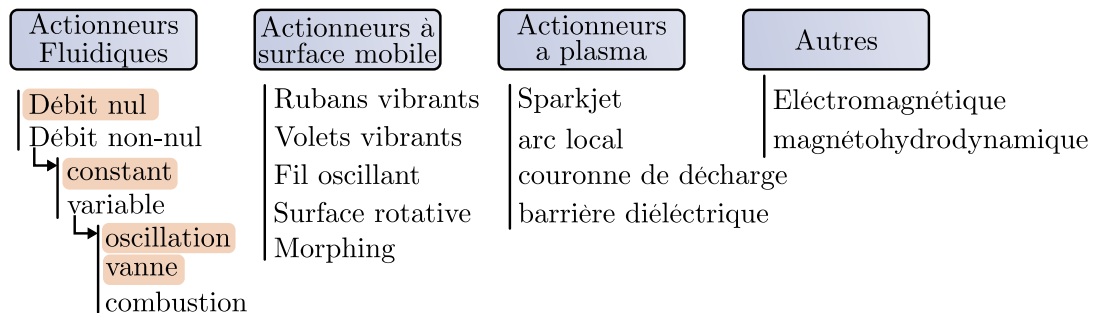 Actionneurs
Fluidiques
Débit nul
Débit non-nul
constant
variable
oscillation
vanne
combustion
Actionneurs à
surface mobile
Rubans vibrants
Volets vibrants
Fil oscillant
Surface rotative
Morphing
Actionneurs
a plasma
Sparkjet
arc local
couronne de décharge
barrière diéléctrique
Autres
Eléctromagnétique
magnétohydrodynamique